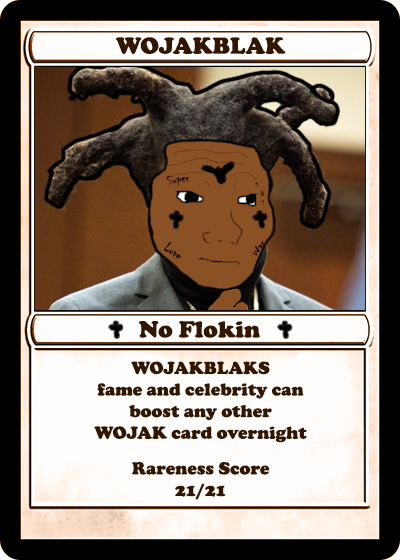 WOJAKBLAK
Super
Love
War
No Flokin
WOJAKBLAKS
fame and celebrity can
boost any other
WOJAK card overnight
Rareness Score
21/21